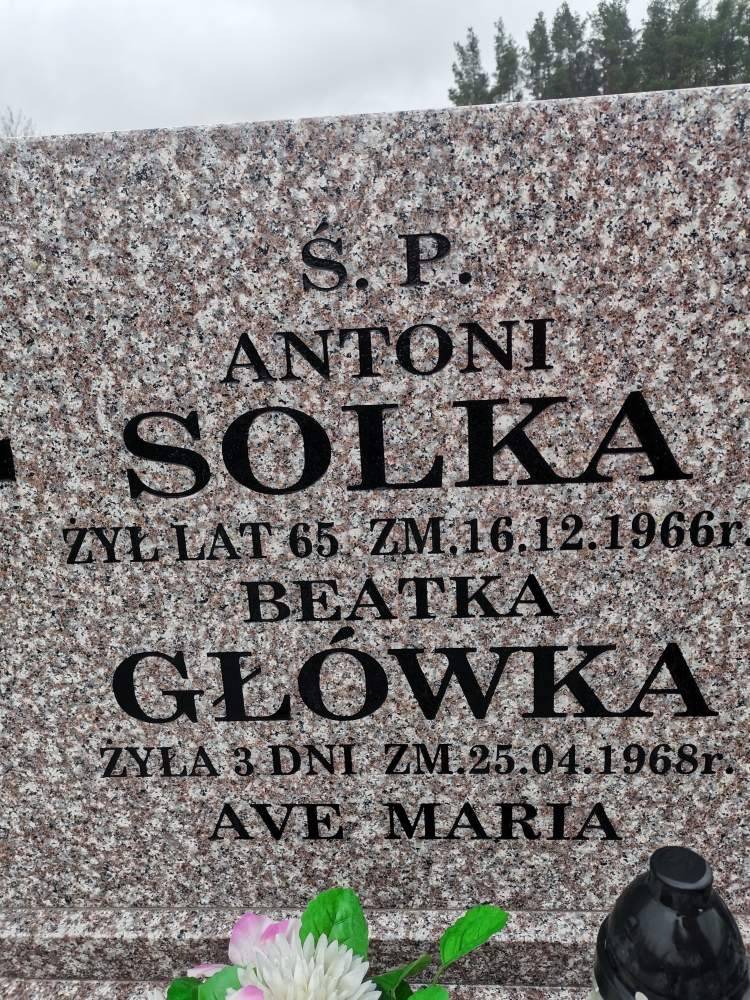 Ś. P.
ANTONI
SOLKA
ŻYŁ LAT 65 ZM.16.12.1966r.
BEATKA
GŁÓWKA
ŻYŁA 3 DNI ZM.25.04.1968r.
AVE MARIA